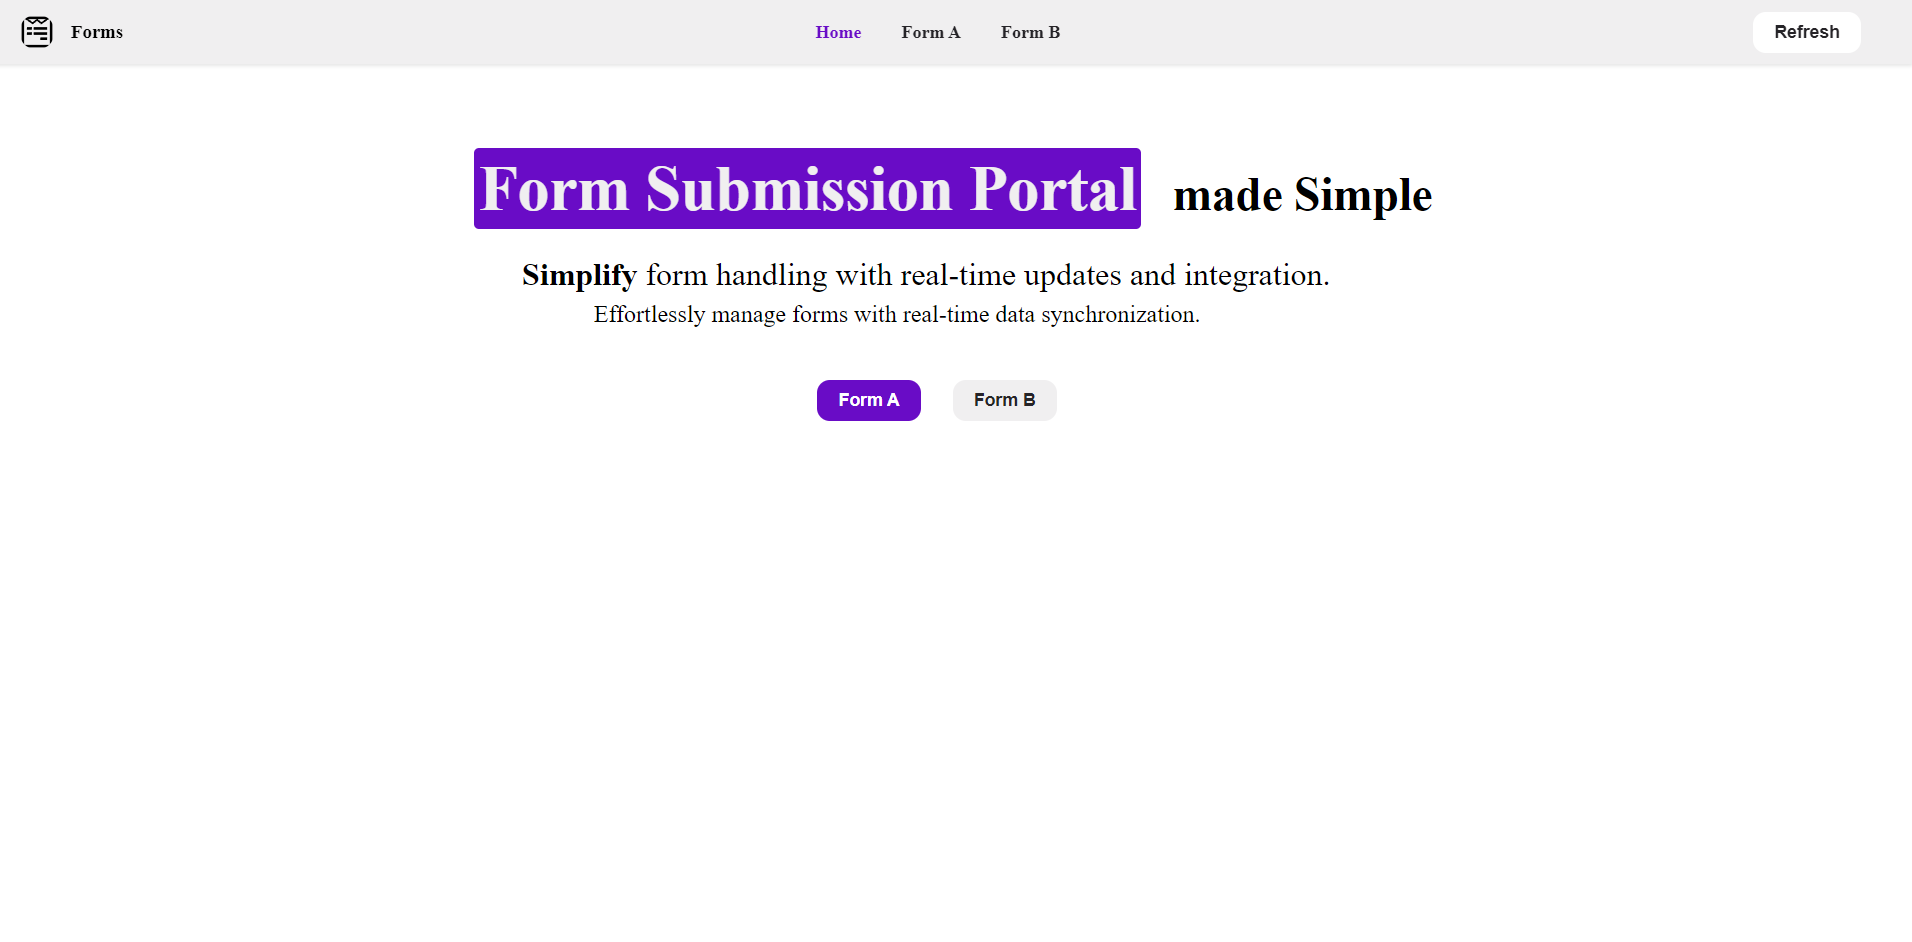 Forms
Home
Form A
Form B
Refresh
Form Submission Portal made Simple
Simplify form handling with real-time updates and integration.
Effortlessly manage forms with real-time data synchronization.
Form A
Form B